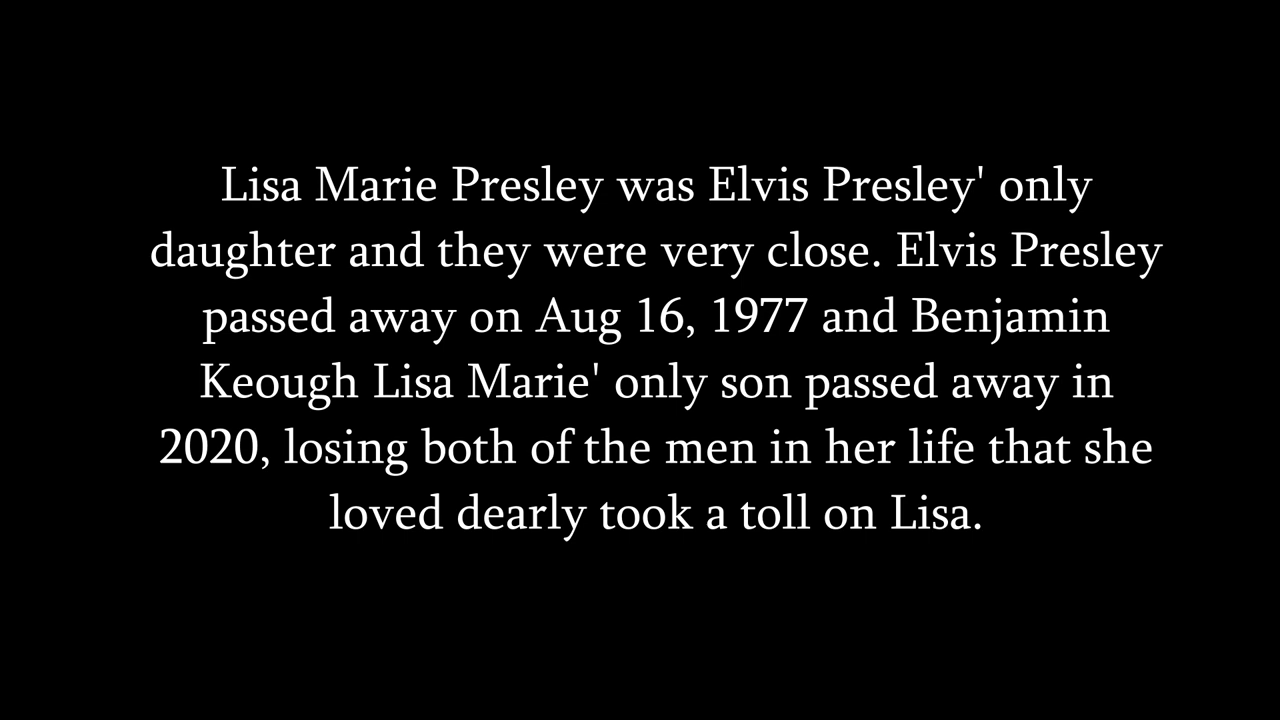 Lisa Marie Presley was Elvis Presley' only
daughter and they were very close. Elvis Presley
passed away on Aug 16, 1977 and Benjamin
Keough Lisa Marie' only son passed away in
2020, losing both of the men in her life that she
loved dearly took a toll on Lisa.